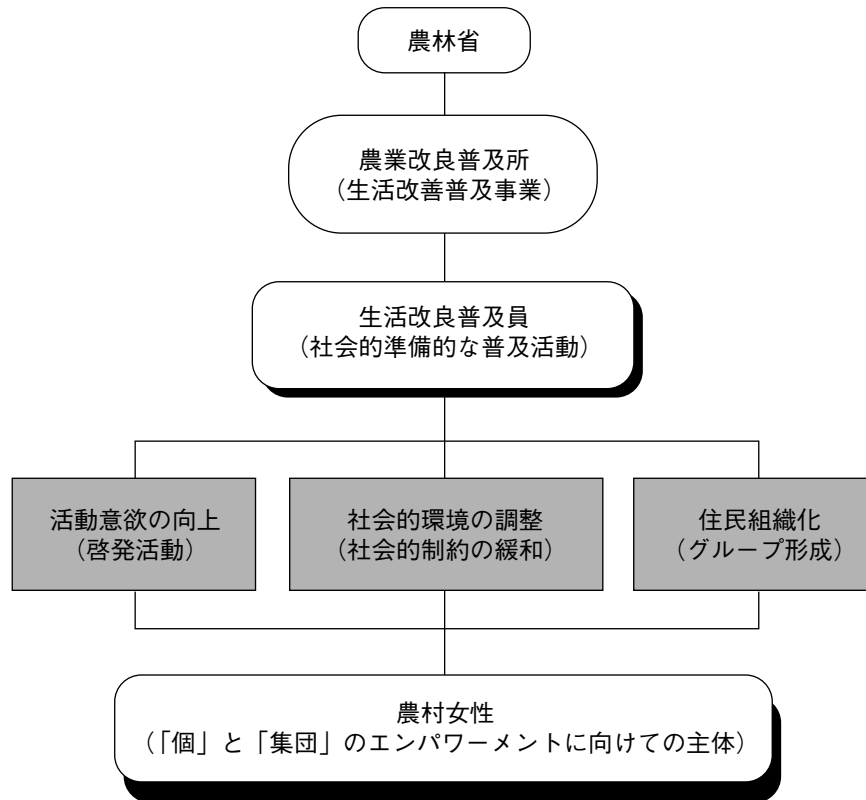 農林省
農業改良普及所
（生活改善普及事業）
生活改良普及員
（社会的準備的な普及活動）
活動意欲の向上
（啓発活動）
社会的環境の調整
（社会的制約の緩和）
住民組織化
（グループ形成）
農村女性
（「個」と「集団」のエンパワーメントに向けての主体）